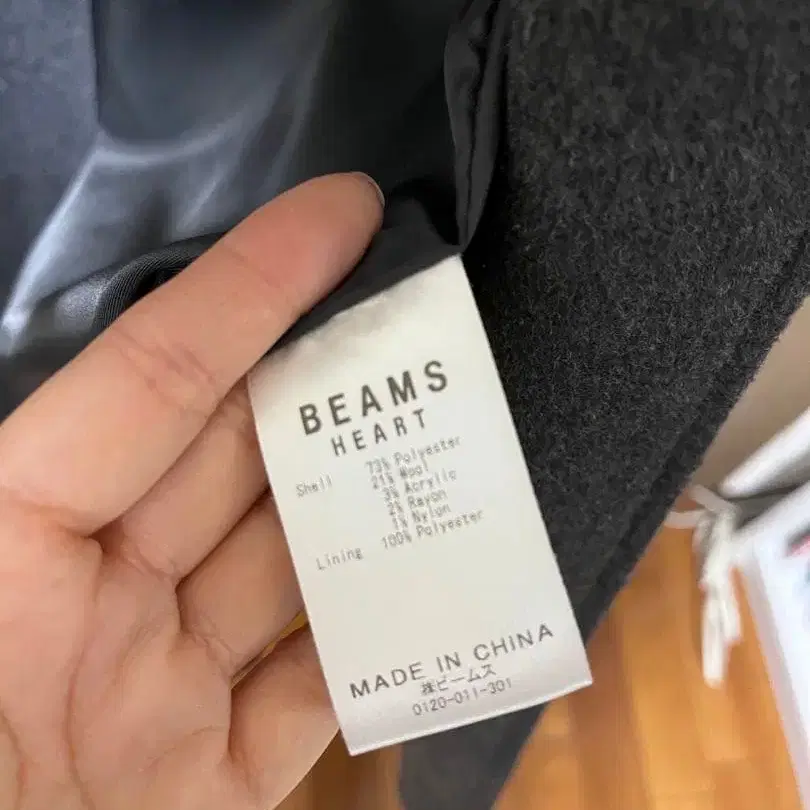 BEAMS
HEART
Shell 73% Polyester
21% Wool
3% Acrylic
2% Rayon
1% Nylon
Lining 100% Polyester
MADE IN CHINA
㈱ビームス
0120-011-301